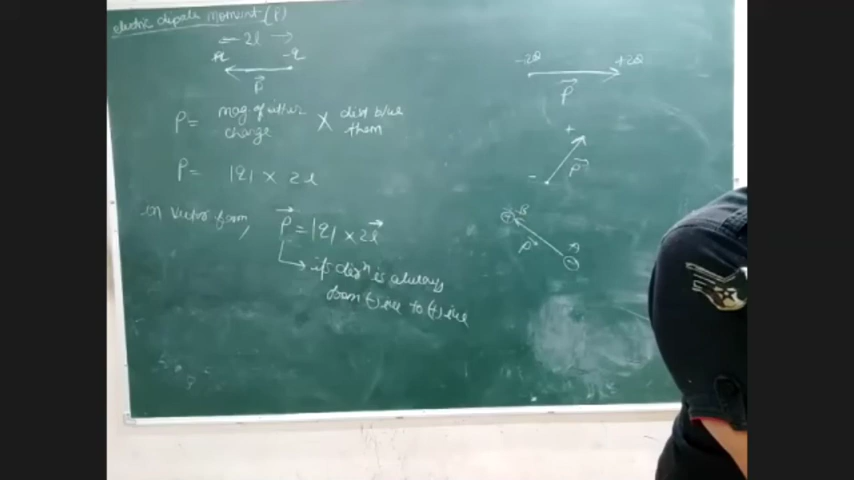 electric dipole moment (P)
← 2l →
+q -q
P⃗
P = mag of either charge × dist b/w them
P = |q| × 2l
in vector form, P⃗ = |q| × 2l⃗
↳ its dirⁿ is always
from (-)ive to (+)ive
-2Q +2Q
P⃗
+
- P⃗
+ B
P⃗ A
-